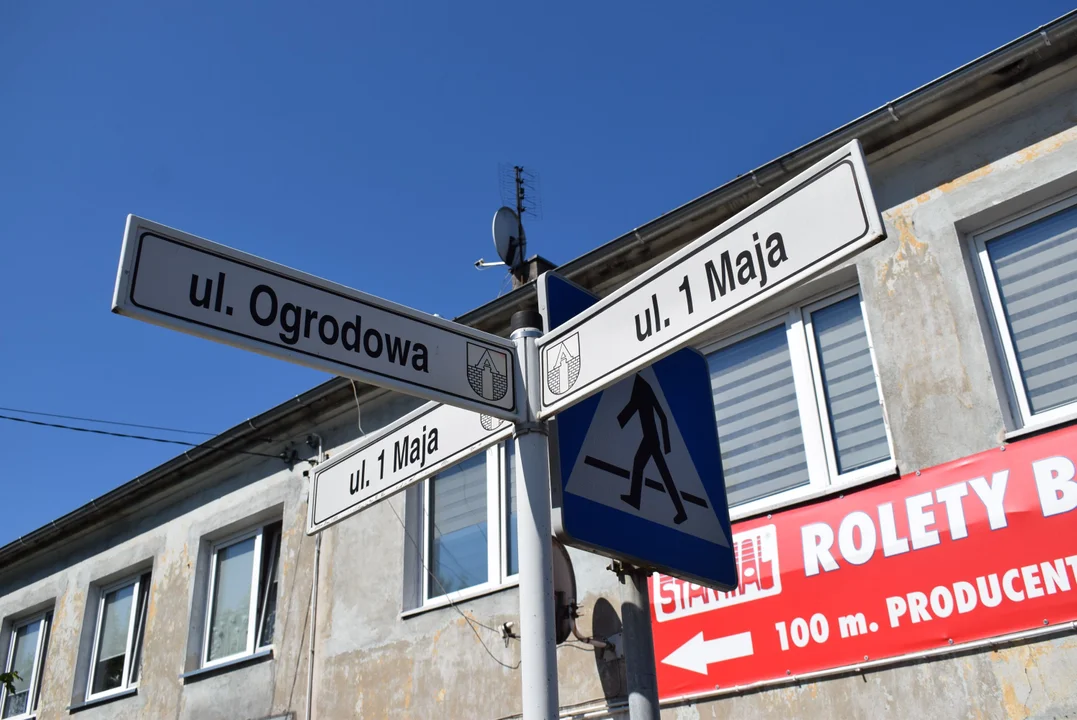 ul. Ogrodowa
ul. 1 Maja
ul. 1 Maja
ROLETY
100 m. PRODUCENT